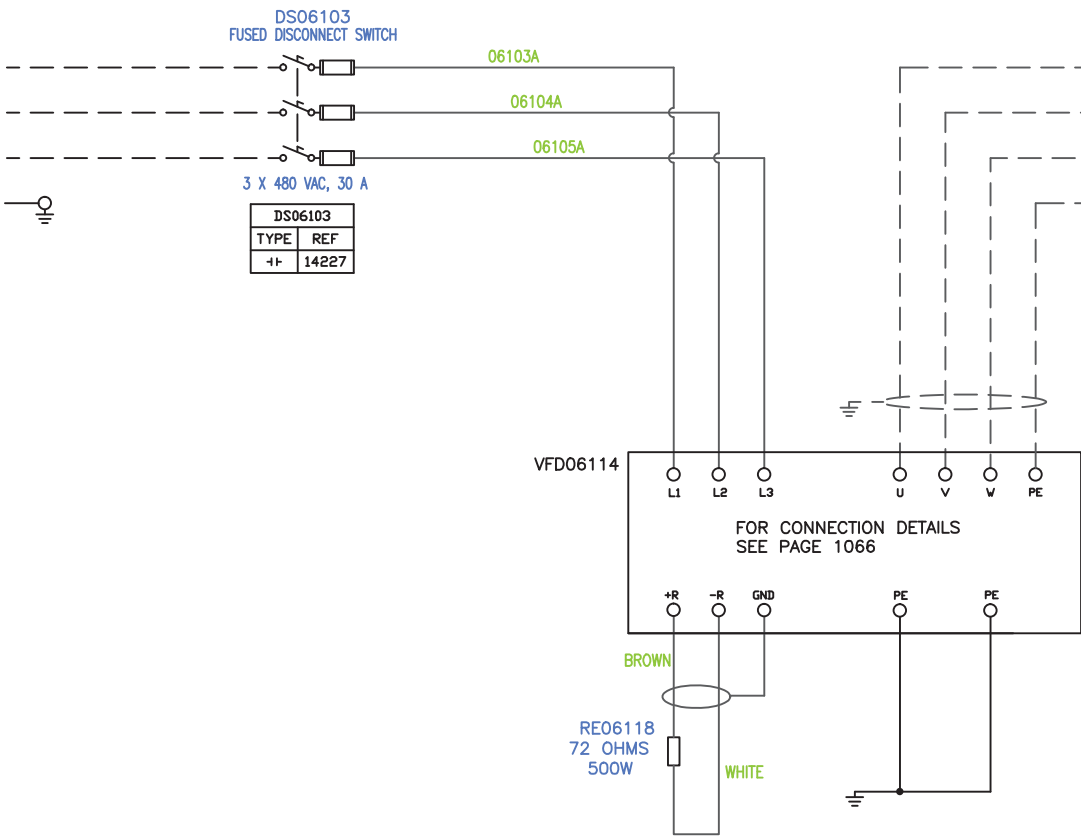 DS06103
FUSED DISCONNECT SWITCH
06103A
06104A
06105A
3 X 480 VAC, 30 A
DS06103
TYPE REF
14227
VFD06114
L1 L2 L3 U V W PE
FOR CONNECTION DETAILS
SEE PAGE 1066
+R -R GND PE PE
BROWN
RE06118
72 OHMS
500W
WHITE